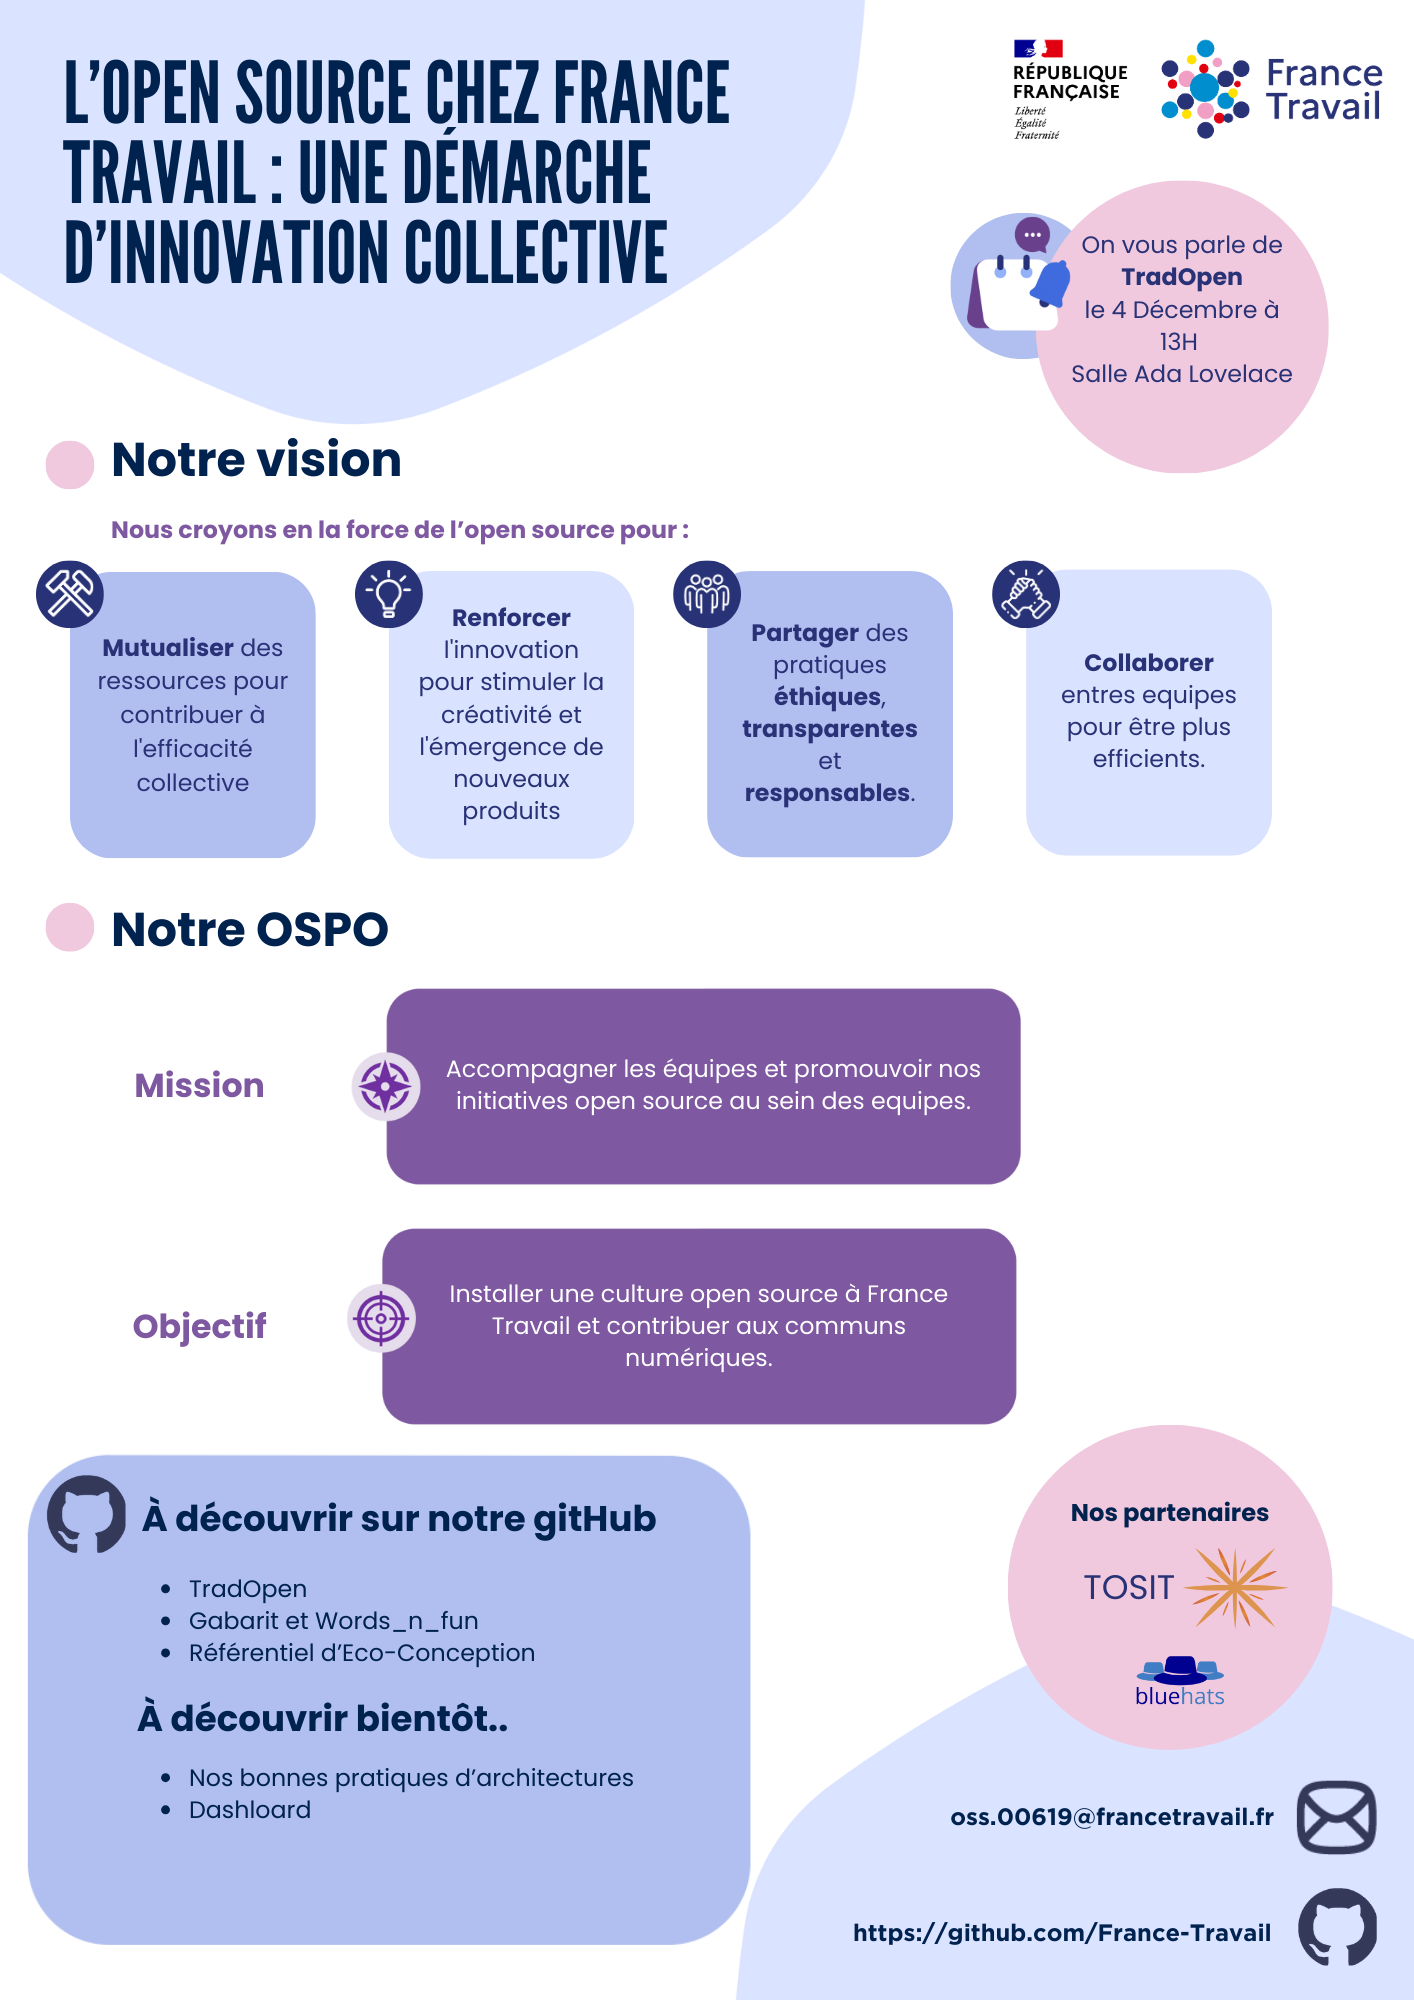 L’OPEN SOURCE CHEZ FRANCE
TRAVAIL : UNE DÉMARCHE
D’INNOVATION COLLECTIVE
RÉPUBLIQUE
FRANÇAISE
Liberté
Égalité
Fraternité
France
Travail
On vous parle de
TradOpen
le 4 Décembre à
13H
Salle Ada Lovelace
Notre vision
Nous croyons en la force de l’open source pour :
Mutualiser des
ressources pour
contribuer à
l'efficacité
collective
Renforcer
l'innovation
pour stimuler la
créativité et
l'émergence de
nouveaux
produits
Partager des
pratiques
éthiques,
transparentes
et
responsables.
Collaborer
entres equipes
pour être plus
efficients.
Notre OSPO
Mission
Accompagner les équipes et promouvoir nos
initiatives open source au sein des equipes.
Objectif
Installer une culture open source à France
Travail et contribuer aux communs
numériques.
À découvrir sur notre gitHub
• TradOpen
• Gabarit et Words_n_fun
• Référentiel d’Eco-Conception
À découvrir bientôt..
• Nos bonnes pratiques d’architectures
• Dashloard
Nos partenaires
TOSIT
bluehats
oss.00619@francetravail.fr
https://github.com/France-Travail